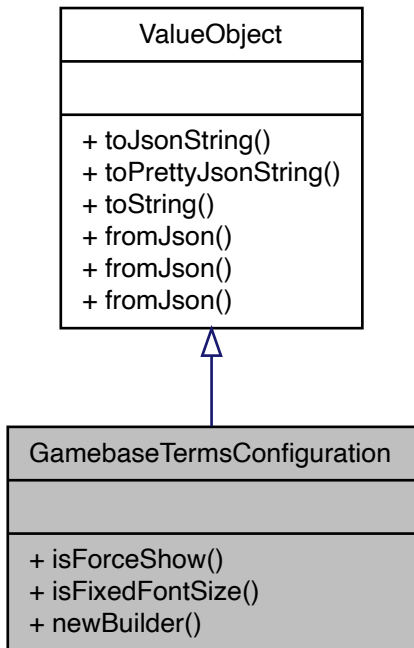 ValueObject
+ toJsonString()
+ toPrettyJsonString()
+ toString()
+ fromJson()
+ fromJson()
+ fromJson()
GamebaseTermsConfiguration
+ isForceShow()
+ isFixedFontSize()
+ newBuilder()